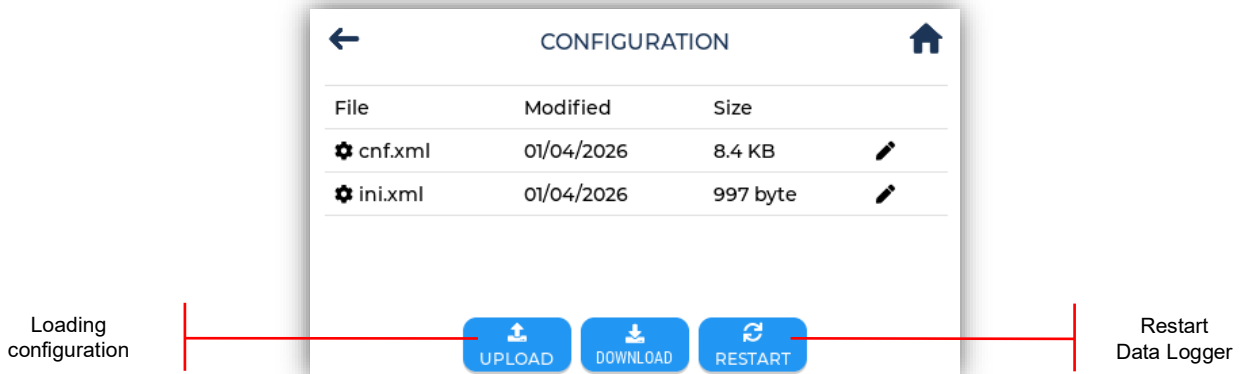 CONFIGURATION
File Modified Size
cnf.xml 01/04/2026 8.4 KB
ini.xml 01/04/2026 997 byte
Loading
configuration
UPLOAD DOWNLOAD RESTART
Restart
Data Logger